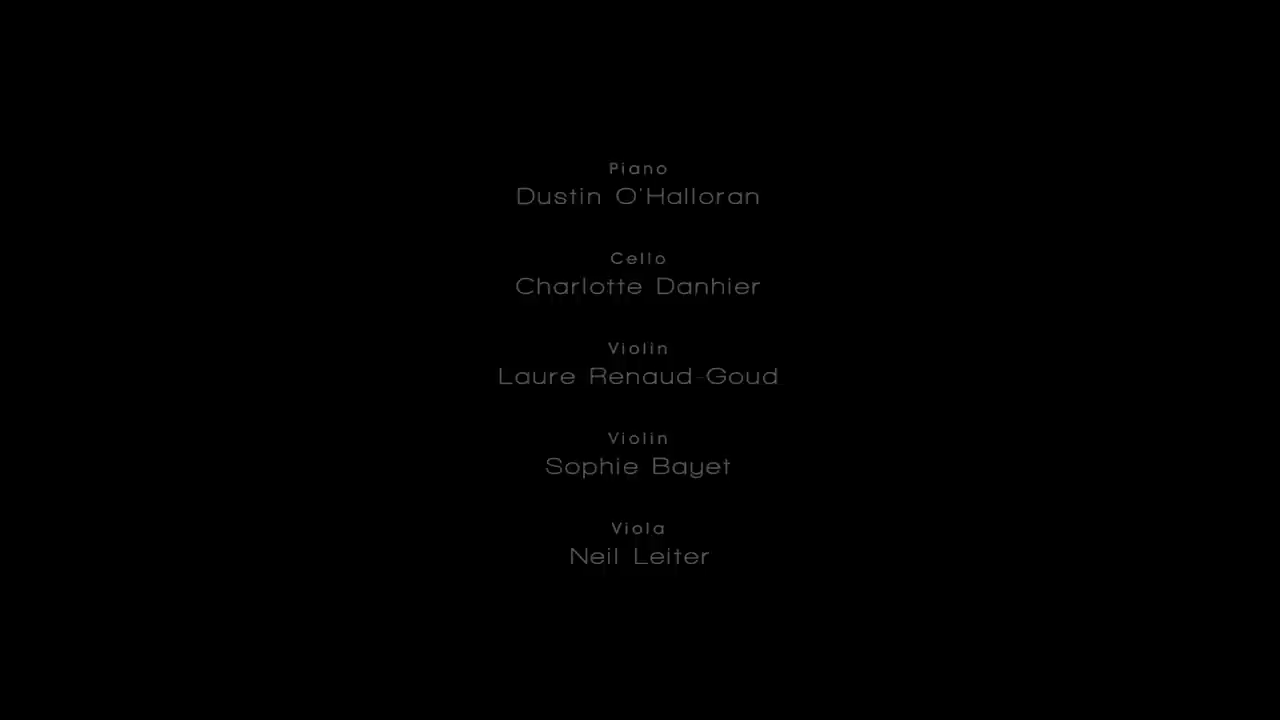 Piano
Dustin O'Halloran
Cello
Charlotte Danhier
Violin
Laure Renaud-Goud
Violin
Sophie Bayet
Viola
Neil Leiter